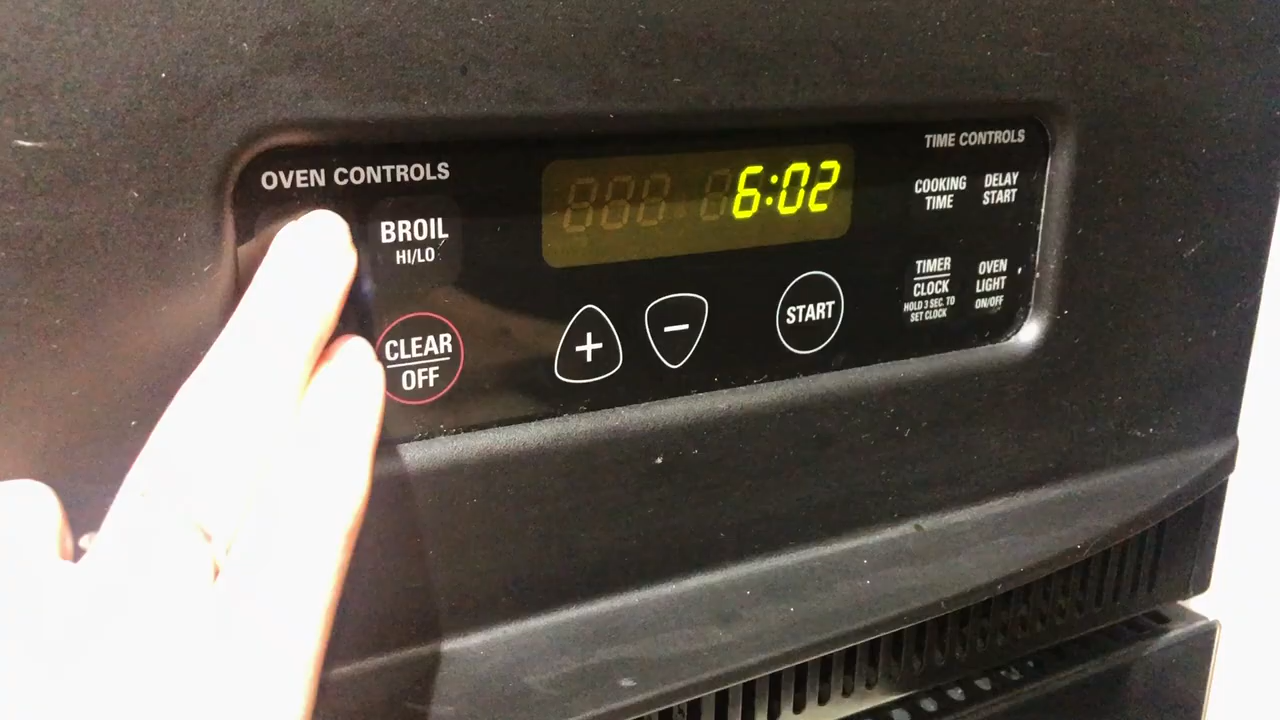 OVEN CONTROLS
BROIL
HI/LO
CLEAR
OFF
6:02
+
−
START
TIME CONTROLS
COOKING
TIME
DELAY
START
TIMER
CLOCK
HOLD 3 SEC. TO
SET CLOCK
OVEN
LIGHT
ON/OFF